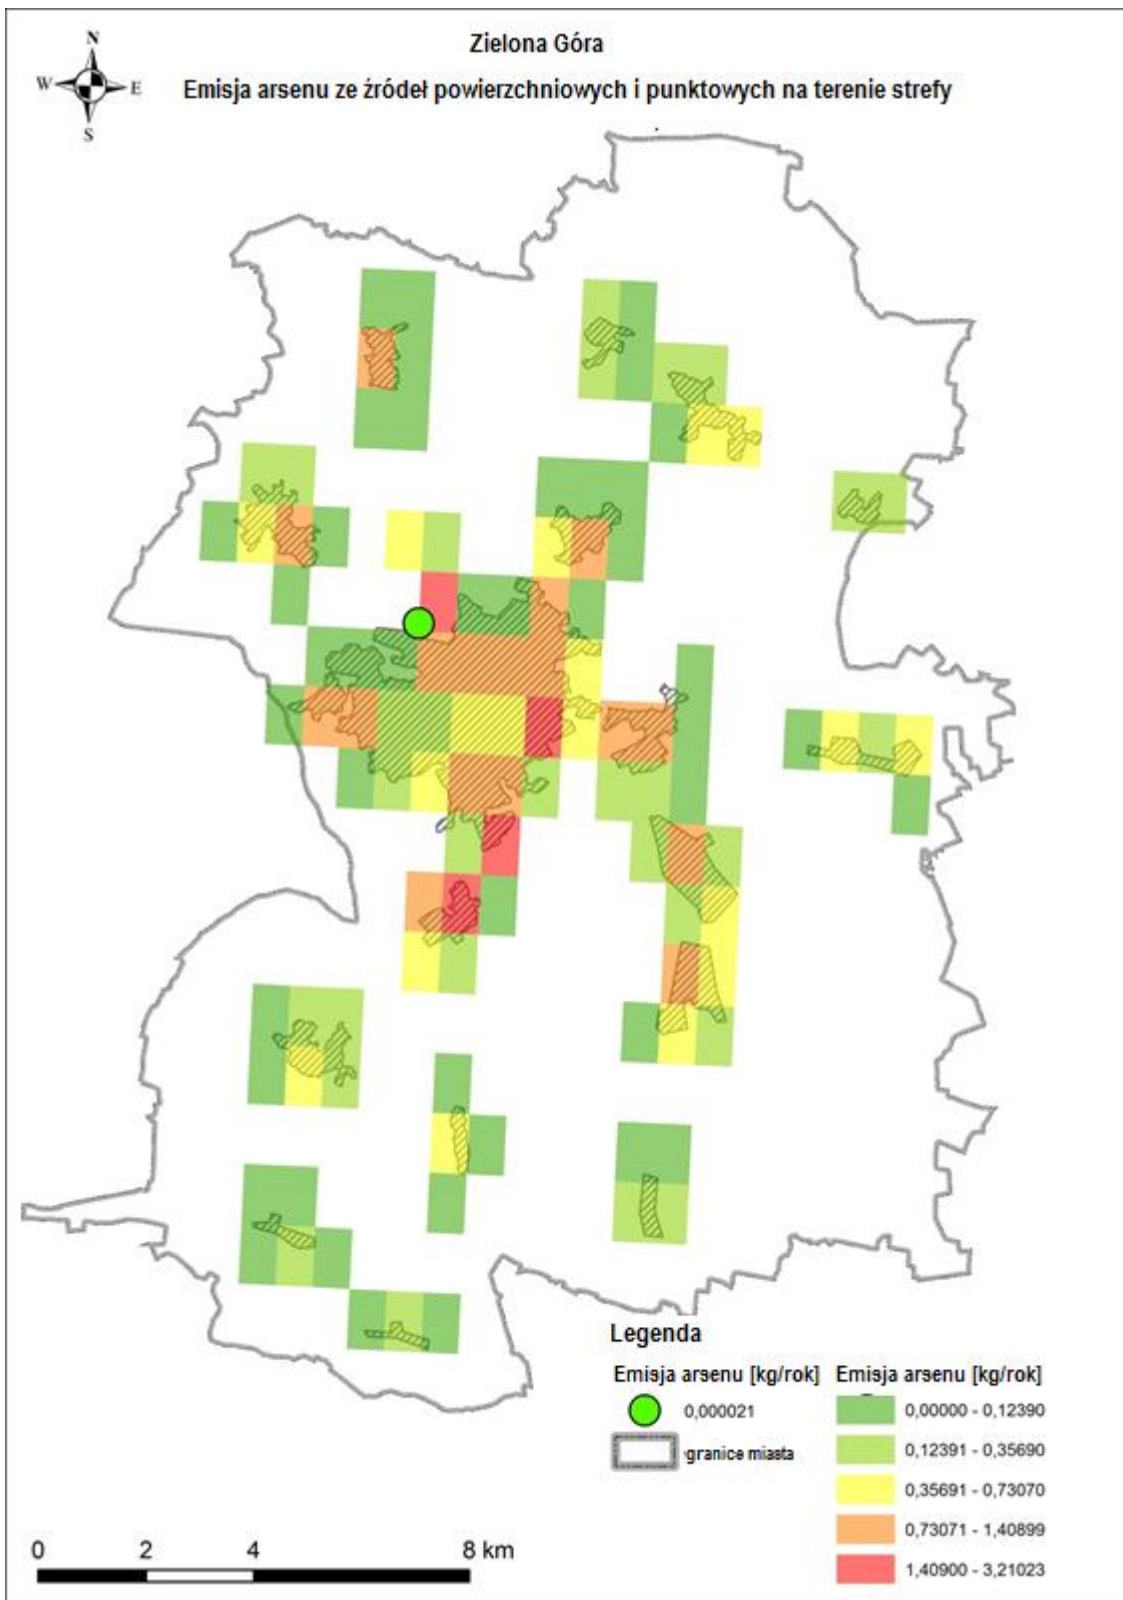 Zielona Góra
Emisja arsenu ze źródeł powierzchniowych i punktowych na terenie strefy
N
W E
S
Legenda
Emisja arsenu [kg/rok] Emisja arsenu [kg/rok]
0,000021
granice miasta
0,00000 - 0,12390
0,12391 - 0,35690
0,35691 - 0,73070
0,73071 - 1,40899
1,40900 - 3,21023
0 2 4 8 km